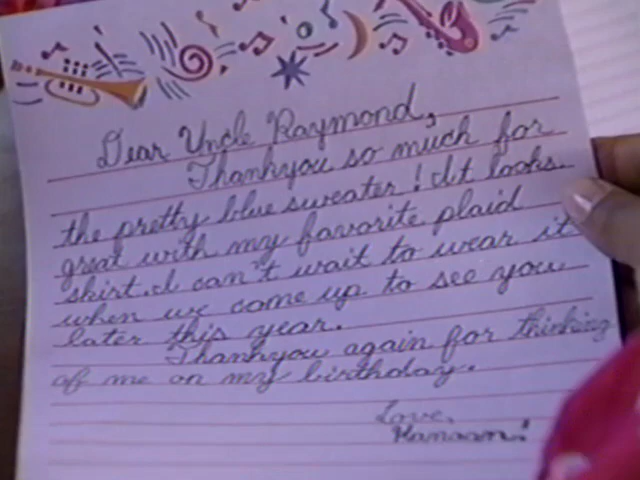 Dear Uncle Raymond,
Thankyou so much for
the pretty blue sweater! It looks
great with my favorite plaid
skirt. I can't wait to wear it
when we come up to see you
later this year.
Thankyou again for thinking
of me on my birthday.
Love,